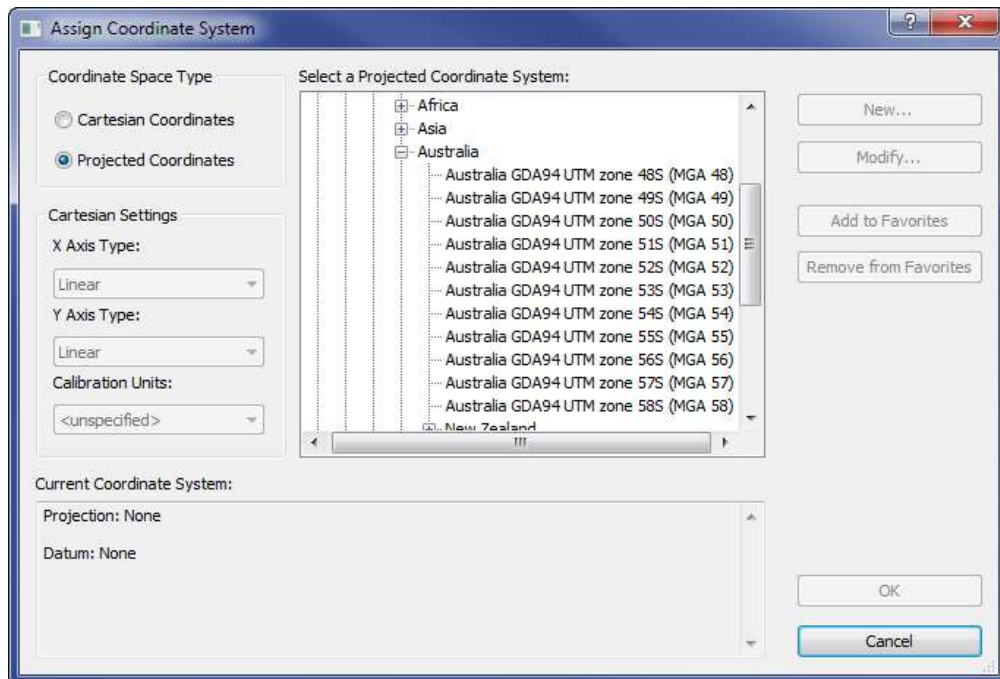 Assign Coordinate System
Coordinate Space Type
Cartesian Coordinates
Projected Coordinates
Cartesian Settings
X Axis Type:
Linear
Y Axis Type:
Linear
Calibration Units:
<unspecified>
Select a Projected Coordinate System:
Africa
Asia
Australia
Australia GDA94 UTM zone 48S (MGA 48)
Australia GDA94 UTM zone 49S (MGA 49)
Australia GDA94 UTM zone 50S (MGA 50)
Australia GDA94 UTM zone 51S (MGA 51)
Australia GDA94 UTM zone 52S (MGA 52)
Australia GDA94 UTM zone 53S (MGA 53)
Australia GDA94 UTM zone 54S (MGA 54)
Australia GDA94 UTM zone 55S (MGA 55)
Australia GDA94 UTM zone 56S (MGA 56)
Australia GDA94 UTM zone 57S (MGA 57)
Australia GDA94 UTM zone 58S (MGA 58)
New Zealand
New...
Modify...
Add to Favorites
Remove from Favorites
Current Coordinate System:
Projection: None
Datum: None
OK
Cancel